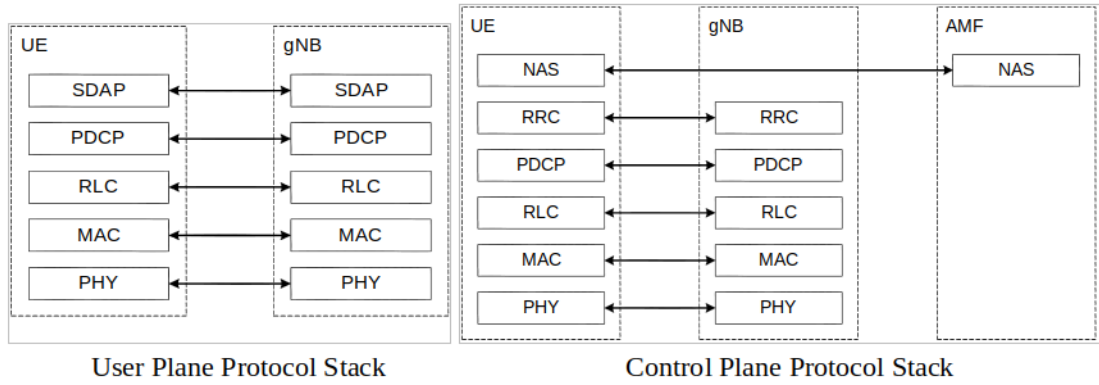 UE gNB
SDAP SDAP
PDCP PDCP
RLC RLC
MAC MAC
PHY PHY
User Plane Protocol Stack
UE gNB AMF
NAS NAS
RRC RRC
PDCP PDCP
RLC RLC
MAC MAC
PHY PHY
Control Plane Protocol Stack